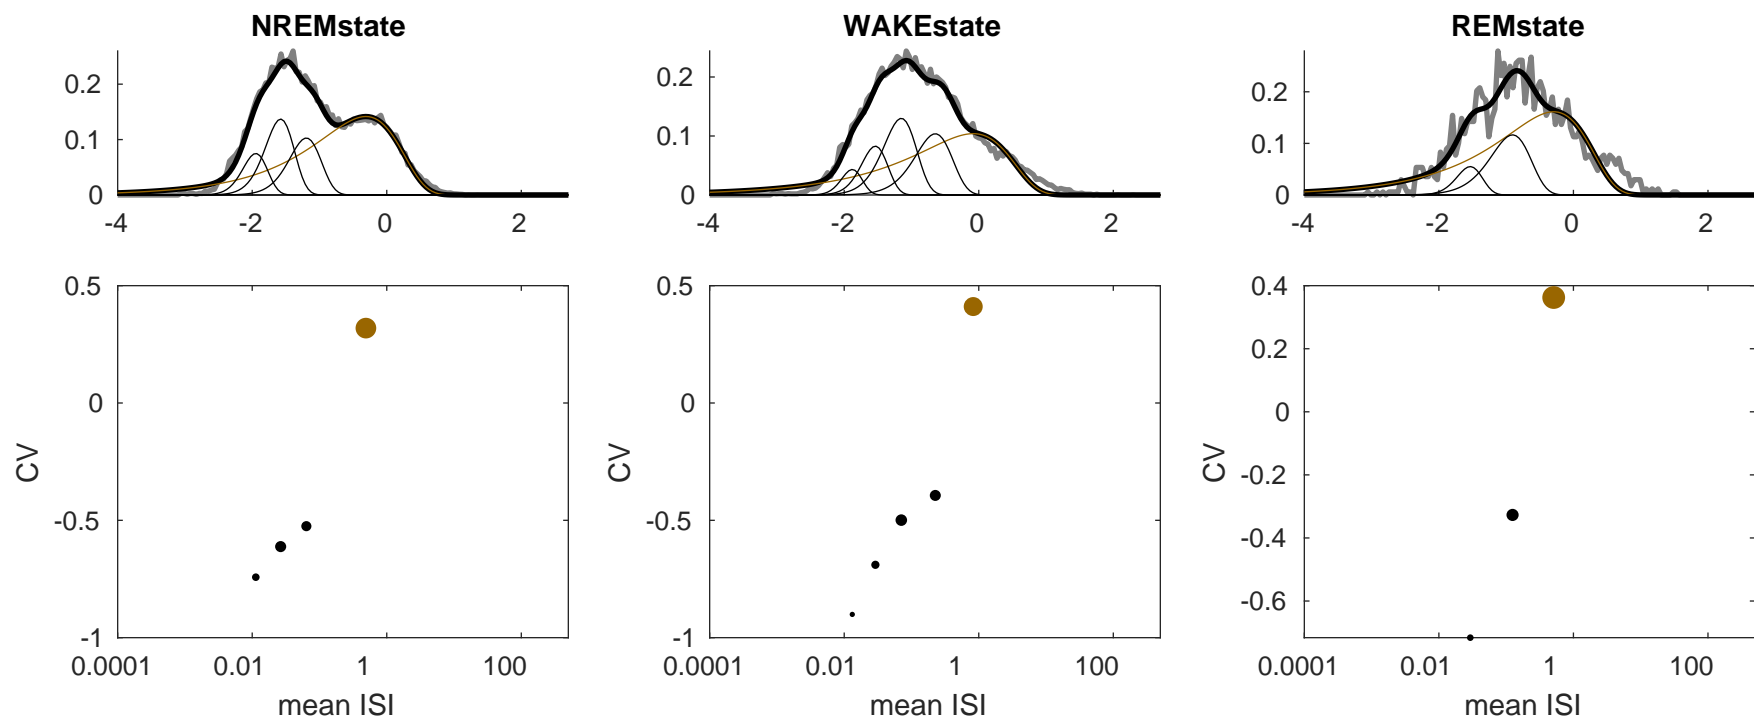 NREMstate WAKEstate REMstate
0.2 0.2 0.2
0.1 0.1 0.1
0 0 0
-4 -2 0 2 -4 -2 0 2 -4 -2 0 2
0.5 0.5 0.4
0.2
0 0 0
-0.2
CV CV CV
-0.5 -0.5 -0.4
-0.6
-1 -1
0.0001 0.01 1 100 0.0001 0.01 1 100 0.0001 0.01 1 100
mean ISI mean ISI mean ISI